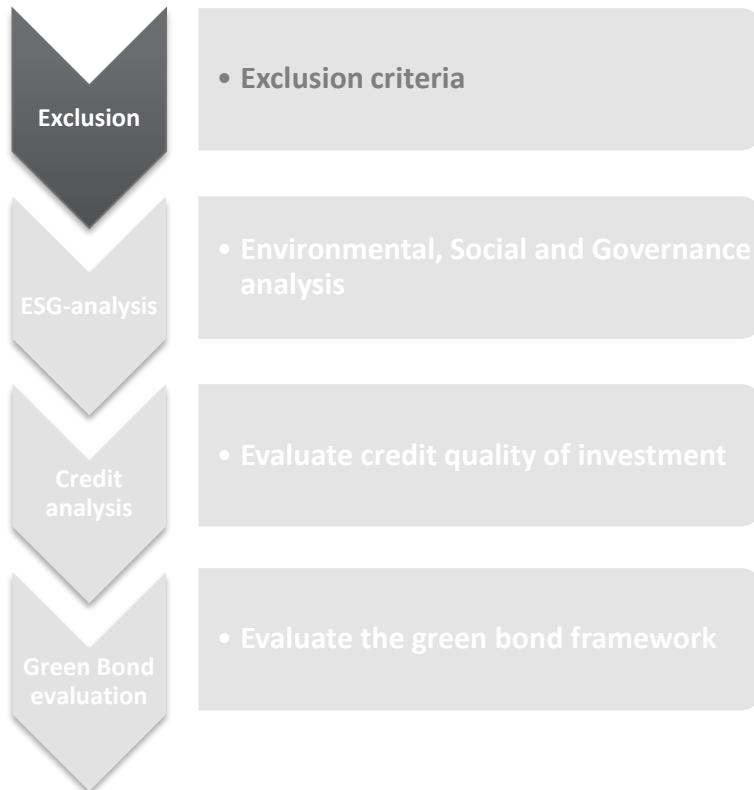 Exclusion
• Exclusion criteria
ESG-analysis
• Environmental, Social and Governance
analysis
Credit
analysis
• Evaluate credit quality of investment
Green Bond
evaluation
• Evaluate the green bond framework